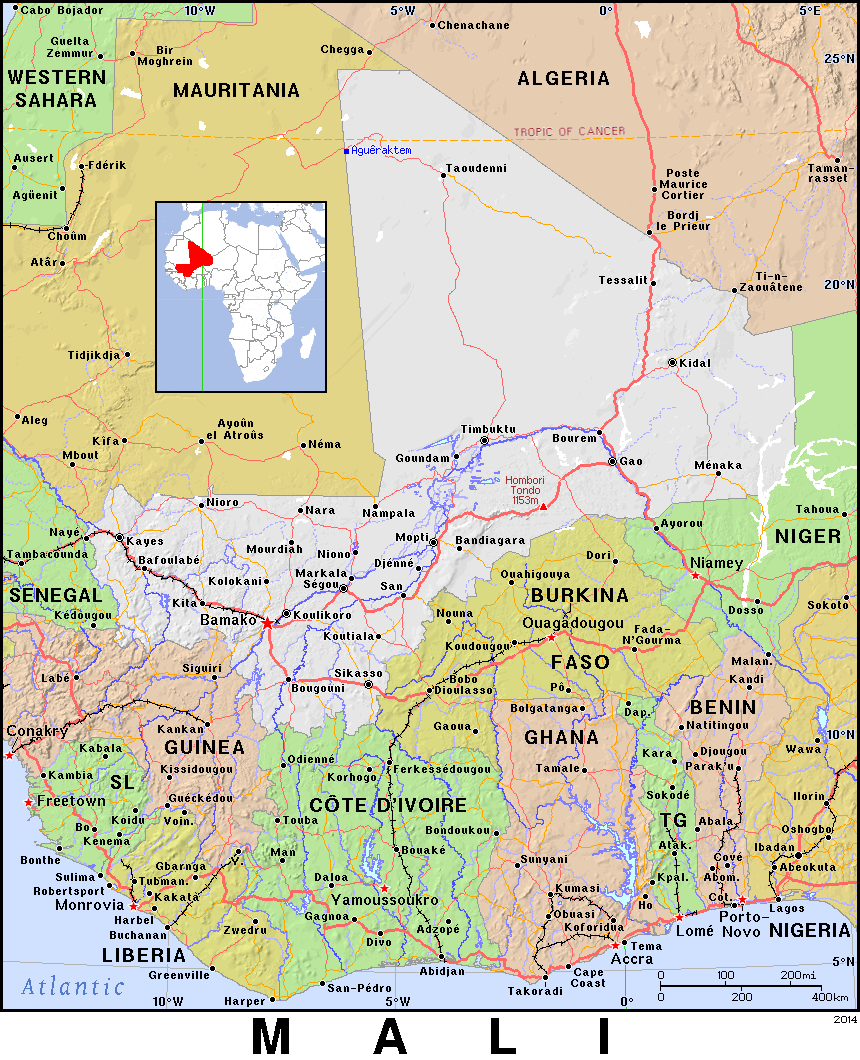 Cabo Bojador
10°W
5°W
0°
5°E
Chenachane
Guelta
Zemmur
Bir
Moghrein
Chegga
25°N
WESTERN
SAHARA
MAURITANIA
ALGERIA
TROPIC OF CANCER
Aguêraktem
Ausert
Fdérik
Taoudenni
Taman-
rasset
Agüenit
Poste
Maurice
Cortier
Choûm
Bordj
le Prieur
Atâr
Tessalit
Ti-n-
Zaouâtene
20°N
Tidjikdja
Kidal
Aleg
Kîfa
Ayoûn
el Atroûs
Néma
Mbout
Timbuktu
Goundam
Bourem
Gao
Ménaka
Hombori
Tondo
1153m
Nioro
Nara
Nampala
Tahoua
Nayé
Kayes
Mopti
Bandiagara
Ayorou
NIGER
Tambacounda
Bafoulabé
Mourdiah
Niono
Djénné
Dori
Niamey
Kolokani
Markala
Ségou
San
Ouahigouya
SENEGAL
Kita
Bamako
Koulikoro
BURKINA
FASO
Dosso
Sokoto
Kédougou
Nouna
Ouagadougou
Koutiala
Koudougou
Fada-
N'Gourma
Malan.
Siguiri
Sikasso
Labé
Bougouni
Bobo
Dioulasso
Pô
Kandi
Bolgatanga
Dap.
BENIN
Natitingou
Conakry
Kankan
Gaoua
GHANA
10°N
Kabala
GUINEA
Odienné
Ferkessédougou
Kara
Djougou
Wawa
Kambia
SL
Kissidougou
Korhogo
Tamale
Parak'u
Freetown
Guéckédou
CÔTE D'IVOIRE
Sokodé
Ilorin
Koidu
Voin.
Touba
TG
Abala
Oshogbo
Bo
Kenema
Bondoukou
Atak.
Ibadan
Bonthe
Gbarnga
V.
Man
Bouaké
Sunyani
Cové
Abeokuta
Sulima
Tubman.
Daloa
Kpal.
Abom.
Robertsport
Kakata
Yamoussoukro
Kumasi
Ho
Cot.
Lagos
Monrovia
Harbel
Gagnoa
Obuasi
Koforidua
Lomé
Porto-
Novo
NIGERIA
Buchanan
Zwedru
Divo
Adzopé
Tema
Accra
LIBERIA
Greenville
Abidjan
Cape
Coast
5°N
Atlantic
San-Pédro
Takoradi
0
100
200mi
0
200
400km
10°W
Harper
5°W
0°
2014
M A L I